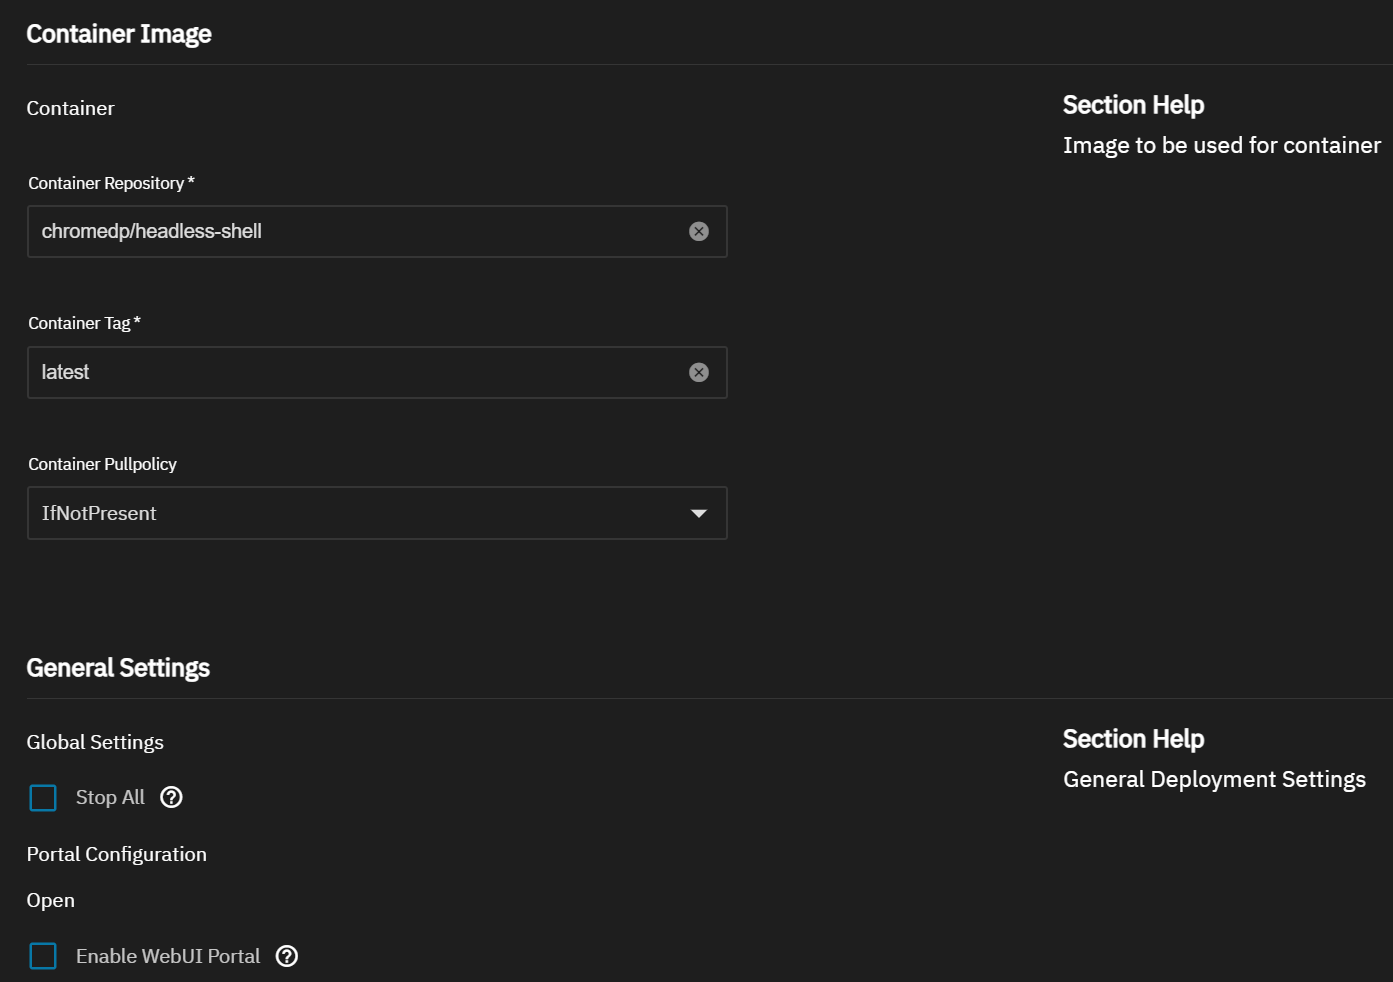 Container Image
Container
Section Help
Image to be used for container
Container Repository*
chromedp/headless-shell
Container Tag*
latest
Container Pullpolicy
IfNotPresent
General Settings
Global Settings
Section Help
General Deployment Settings
Stop All
Portal Configuration
Open
Enable WebUI Portal